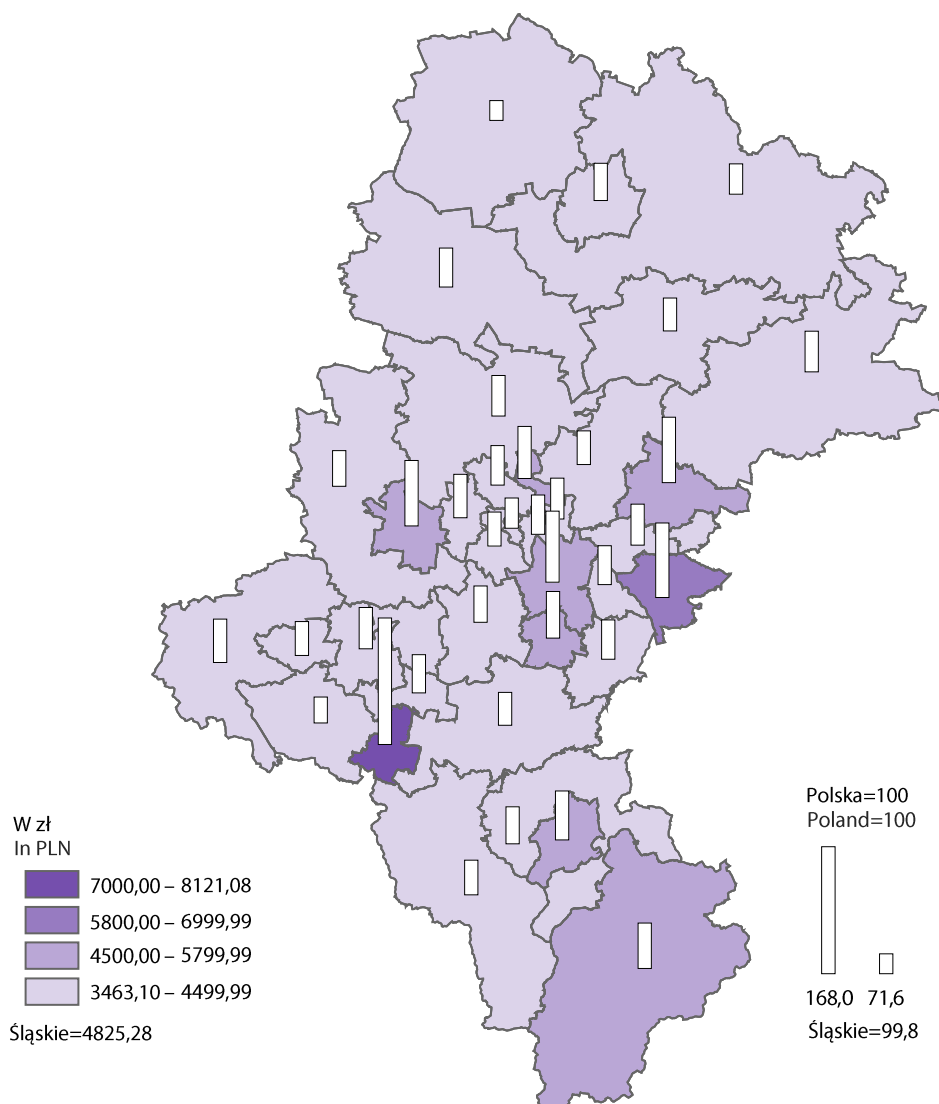 W zł
In PLN
7000,00 – 8121,08
5800,00 – 6999,99
4500,00 – 5799,99
3463,10 – 4499,99
Śląskie=4825,28
Polska=100
Poland=100
168,0 71,6
Śląskie=99,8